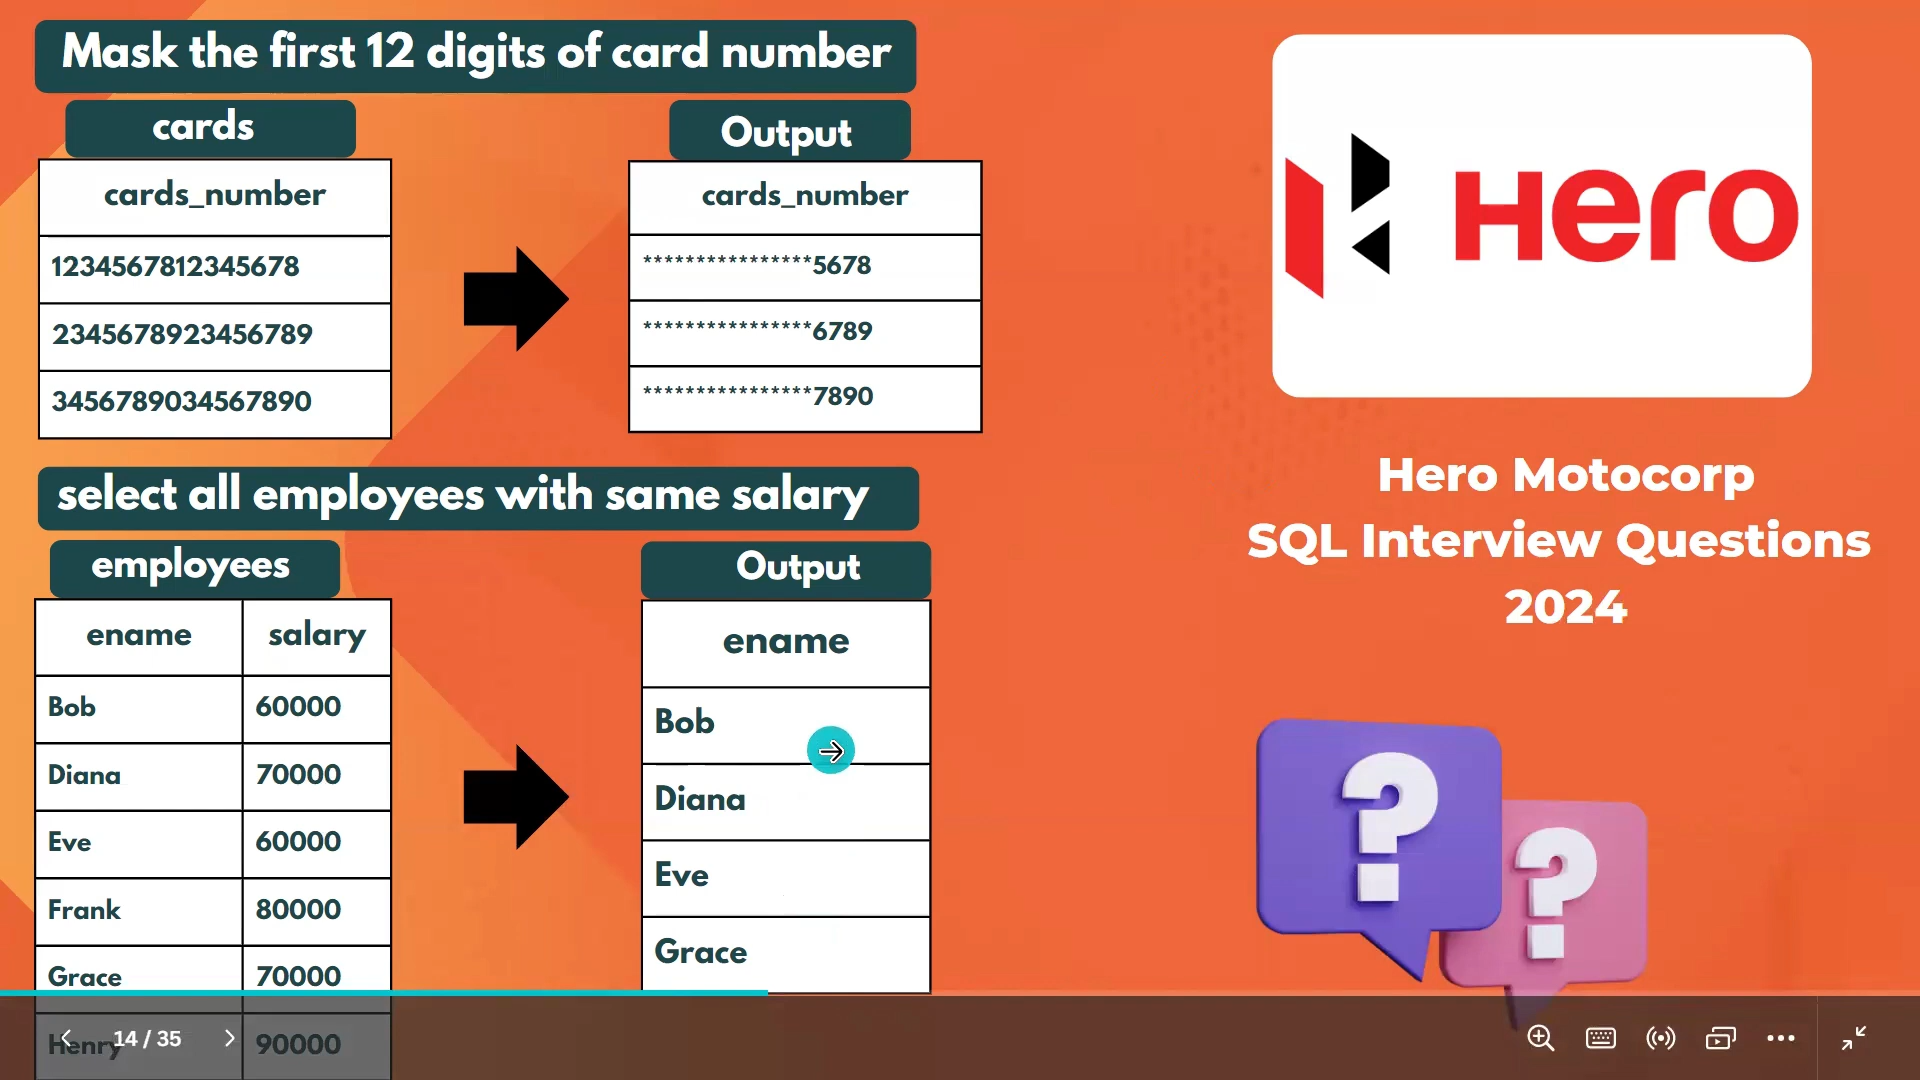 Mask the first 12 digits of card number
cards
cards_number
1234567812345678
2345678923456789
3456789034567890
Output
cards_number
****************5678
****************6789
****************7890
select all employees with same salary
employees
ename salary
Bob 60000
Diana 70000
Eve 60000
Frank 80000
Grace 70000
Henry 90000
Output
ename
Bob
Diana
Eve
Grace
Hero
Hero Motocorp
SQL Interview Questions
2024
? ?
14 / 35